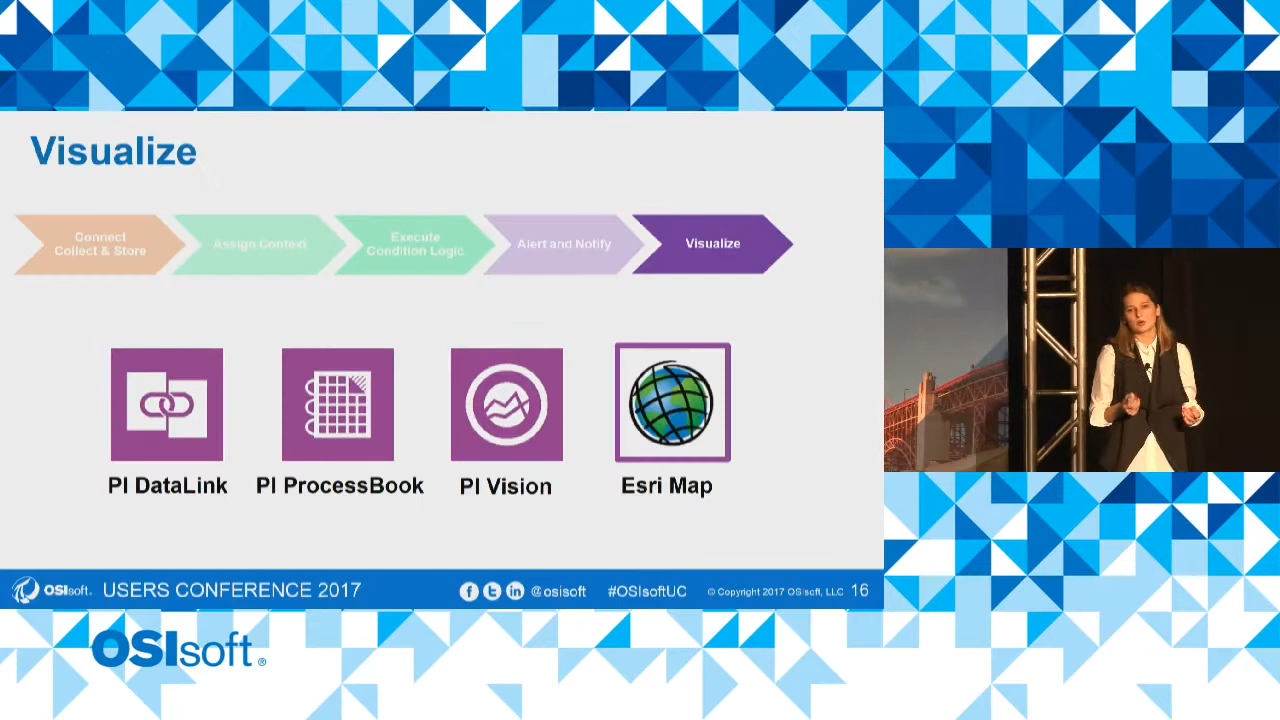 Visualize
Connect
Collect & Store
Assign Context
Execute
Condition Logic
Alert and Notify
Visualize
PI DataLink
PI ProcessBook
PI Vision
Esri Map
OSIsoft. USERS CONFERENCE 2017
@osisoft #OSIsoftUC © Copyright 2017 OSIsoft, LLC 16
OSIsoft®